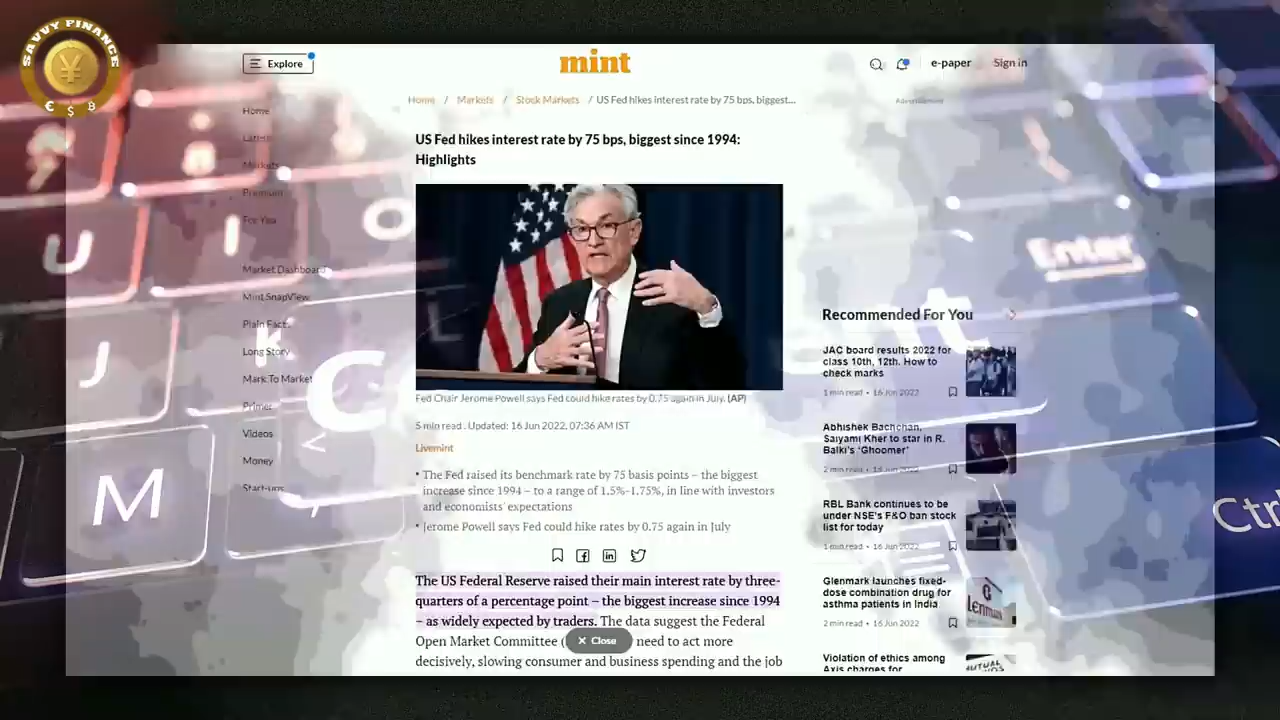 SAVVY FINANCE
¥
€ $ ₿
Explore
mint
e-paper
Sign in
Home / Markets / Stock Markets / US Fed hikes interest rate by 75 bps, biggest...
Advertisement
Home
Latest
Markets
Premium
For You
Market Dashboard
Mint SnapView
Plain Facts
Long Story
Mark To Market
Primer
Videos
Money
Start-ups
US Fed hikes interest rate by 75 bps, biggest since 1994:
Highlights
Fed Chair Jerome Powell says Fed could hike rates by 0.75 again in July. (AP)
5 min read . Updated: 16 Jun 2022, 07:36 AM IST
Livemint
• The Fed raised its benchmark rate by 75 basis points – the biggest
increase since 1994 – to a range of 1.5%-1.75%, in line with investors
and economists' expectations
• Jerome Powell says Fed could hike rates by 0.75 again in July
The US Federal Reserve raised their main interest rate by three-
quarters of a percentage point – the biggest increase since 1994
– as widely expected by traders. The data suggest the Federal
Open Market Committee ( need to act more
× Close
decisively, slowing consumer and business spending and the job
Recommended For You
JAC board results 2022 for
class 10th, 12th. How to
check marks
1 min read • 16 Jun 2022
Abhishek Bachchan,
Saiyami Kher to star in R.
Balki's 'Ghoomer'
2 min read • 16 Jun 2022
RBL Bank continues to be
under NSE's F&O ban stock
list for today
1 min read • 16 Jun 2022
Glenmark launches fixed-
dose combination drug for
asthma patients in India
2 min read • 16 Jun 2022
Violation of ethics among
Axis charges for
U
I
O
J
K
L
M
C
<
Enter
Ctr